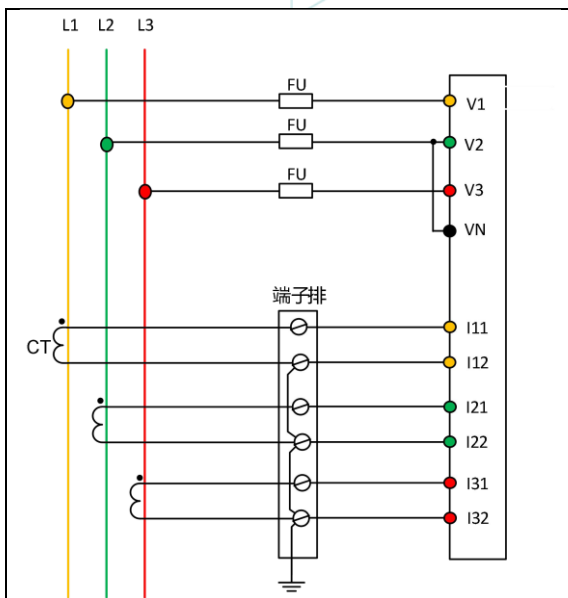 L1 L2 L3
FU
V1
FU
V2
FU
V3
VN
端子排
I11
CT
I12
I21
I22
I31
I32